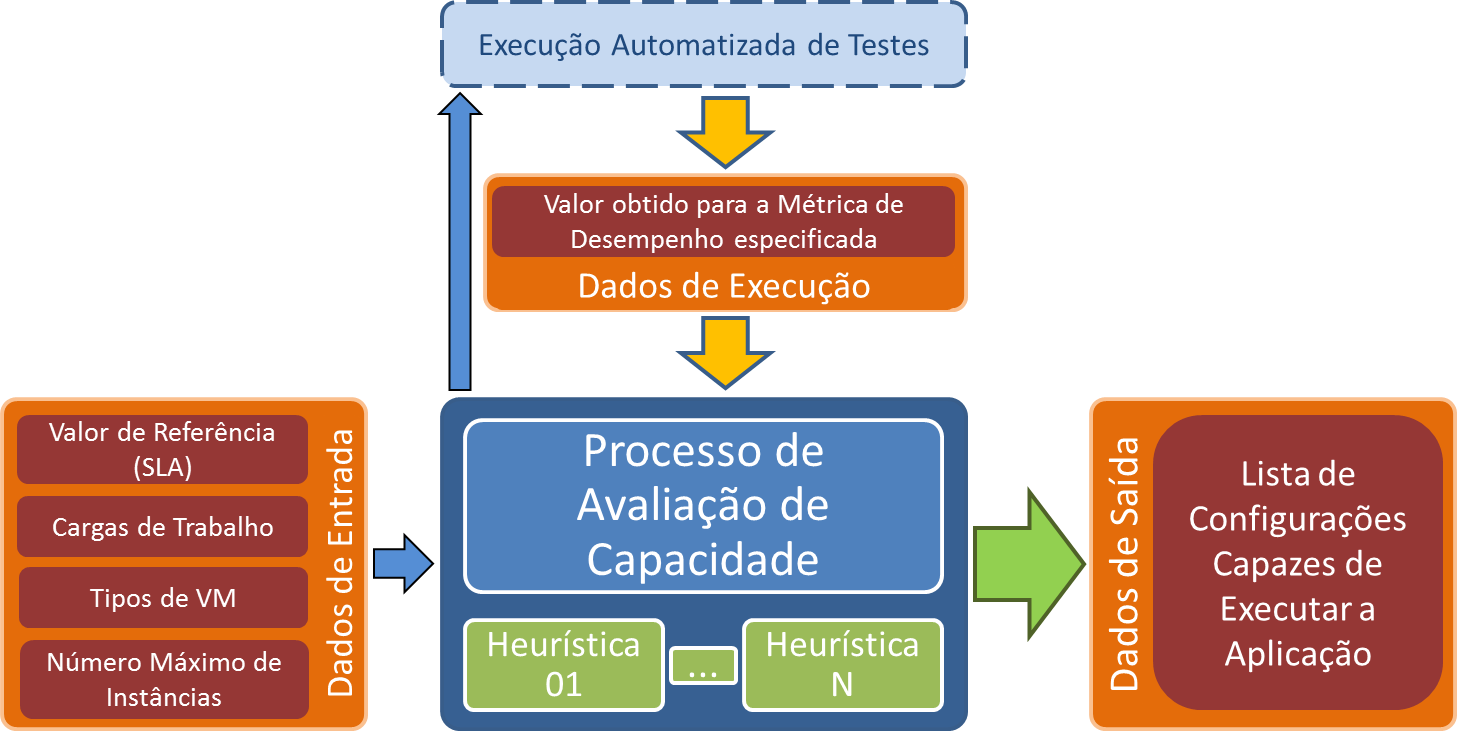 Execução Automatizada de Testes
Valor obtido para a Métrica de
Desempenho especificada
Dados de Execução
Valor de Referência
(SLA)
Cargas de Trabalho
Tipos de VM
Número Máximo de
Instâncias
Dados de Entrada
Processo de
Avaliação de
Capacidade
Heurística
01
...
Heurística
N
Dados de Saída
Lista de
Configurações
Capazes de
Executar a
Aplicação